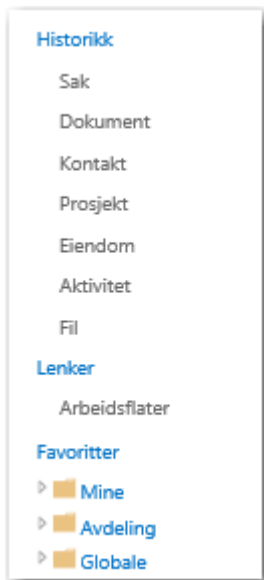 Historikk
Sak
Dokument
Kontakt
Prosjekt
Eiendom
Aktivitet
Fil
Lenker
Arbeidsflater
Favoritter
Mine
Avdeling
Globale